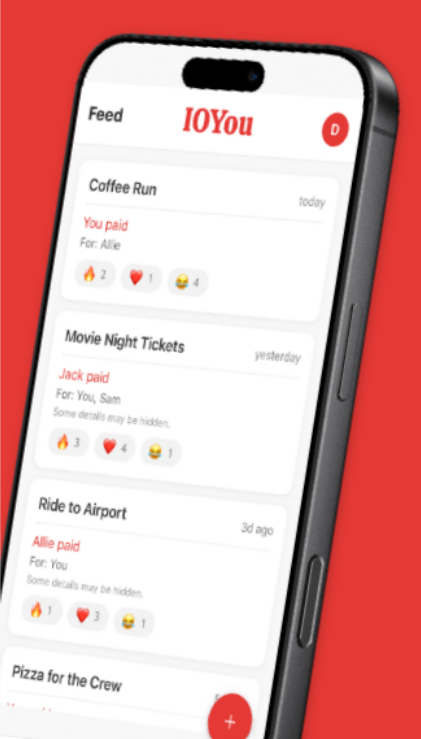 Feed IOYou D
Coffee Run today
You paid
For: Allie
🔥 2 ❤️ 1 😂 4
Movie Night Tickets yesterday
Jack paid
For: You, Sam
Some details may be hidden.
🔥 3 ❤️ 4 😂 1
Ride to Airport 3d ago
Allie paid
For: You
Some details may be hidden.
🔥 1 ❤️ 3 😂 1
Pizza for the Crew
+